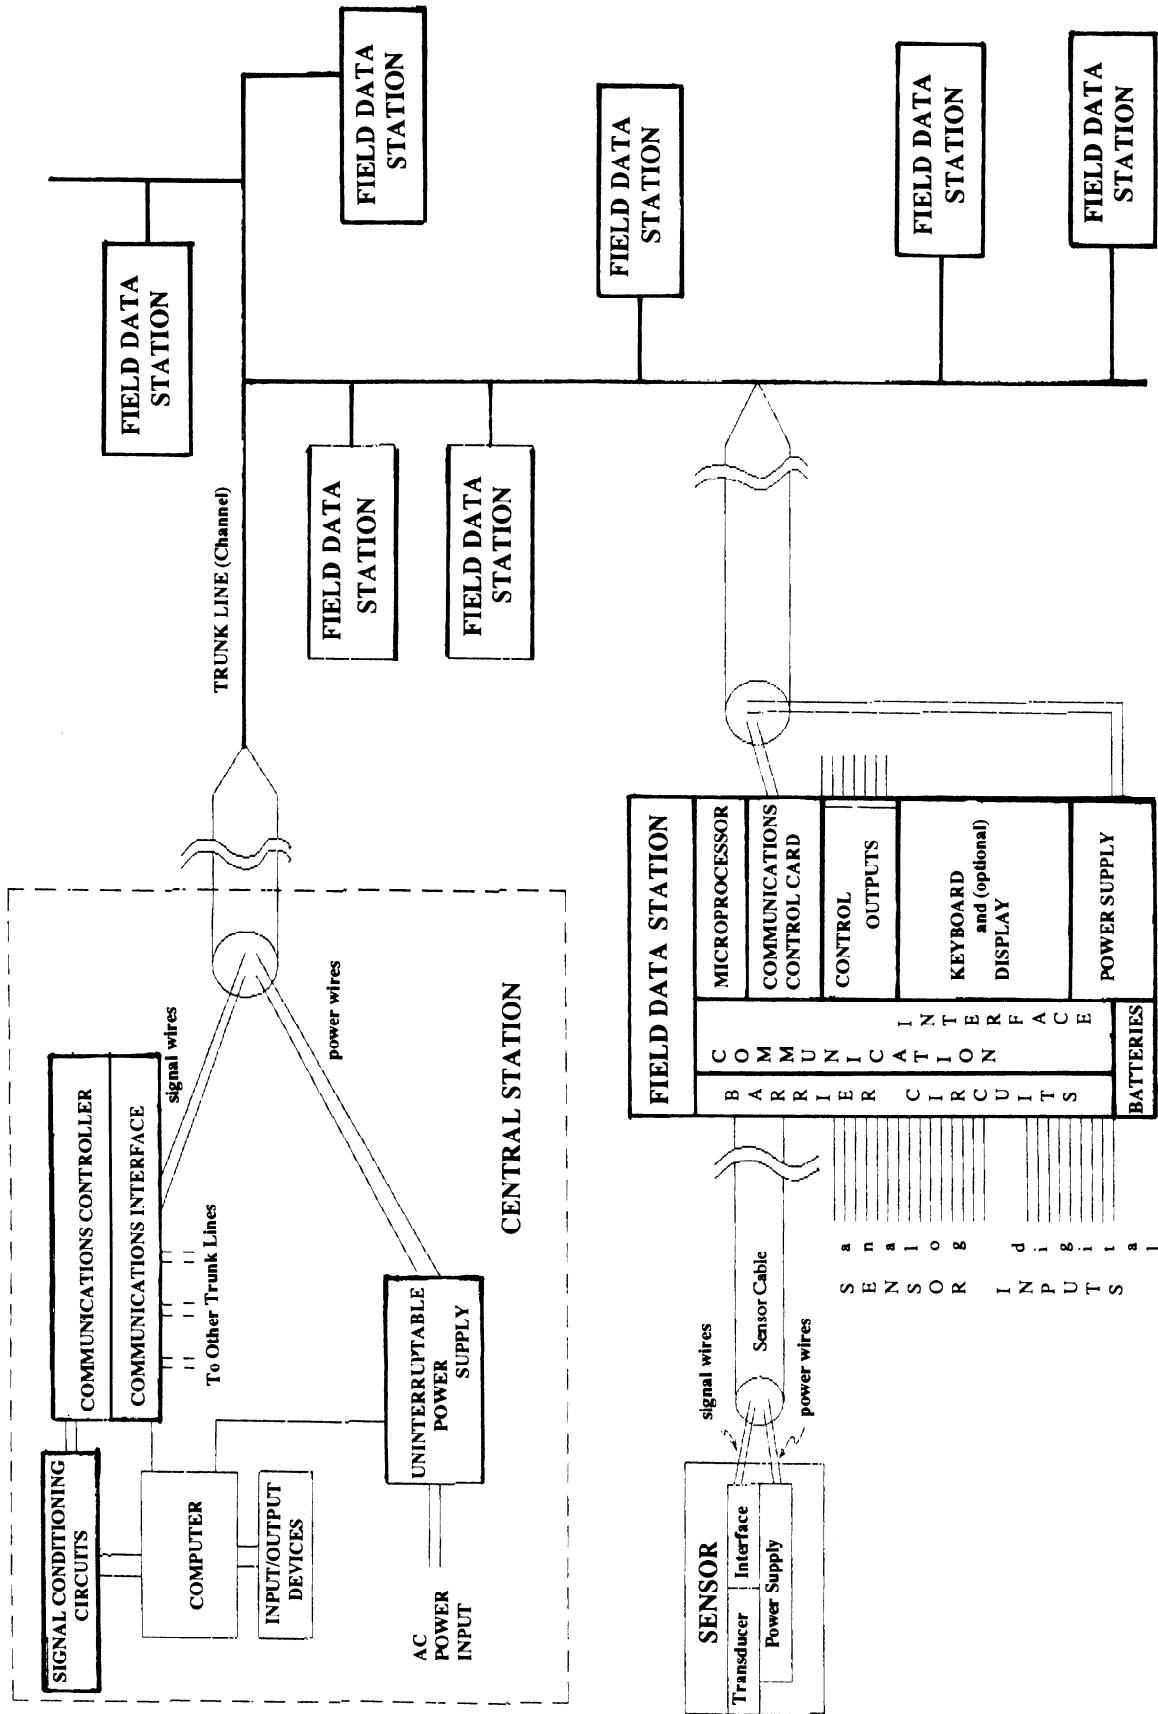 SIGNAL CONDITIONING
CIRCUITS
COMMUNICATIONS CONTROLLER
COMMUNICATIONS INTERFACE
signal wires
To Other Trunk Lines
COMPUTER
INPUT/OUTPUT
DEVICES
AC
POWER
INPUT
UNINTERRUPTABLE
POWER
SUPPLY
power wires
CENTRAL STATION
TRUNK LINE (Channel)
FIELD DATA
STATION
FIELD DATA
STATION
FIELD DATA
STATION
FIELD DATA
STATION
FIELD DATA
STATION
FIELD DATA
STATION
FIELD DATA
STATION
SENSOR
Transducer
Interface
Power Supply
signal wires
power wires
Sensor Cable
SENSOR INPUTS
analog
digital
FIELD DATA STATION
BARRIER CIRCUITS
COMMUNICATION
INTERFACE
BATTERIES
MICROPROCESSOR
COMMUNICATIONS
CONTROL CARD
CONTROL
OUTPUTS
KEYBOARD
and (optional)
DISPLAY
POWER SUPPLY